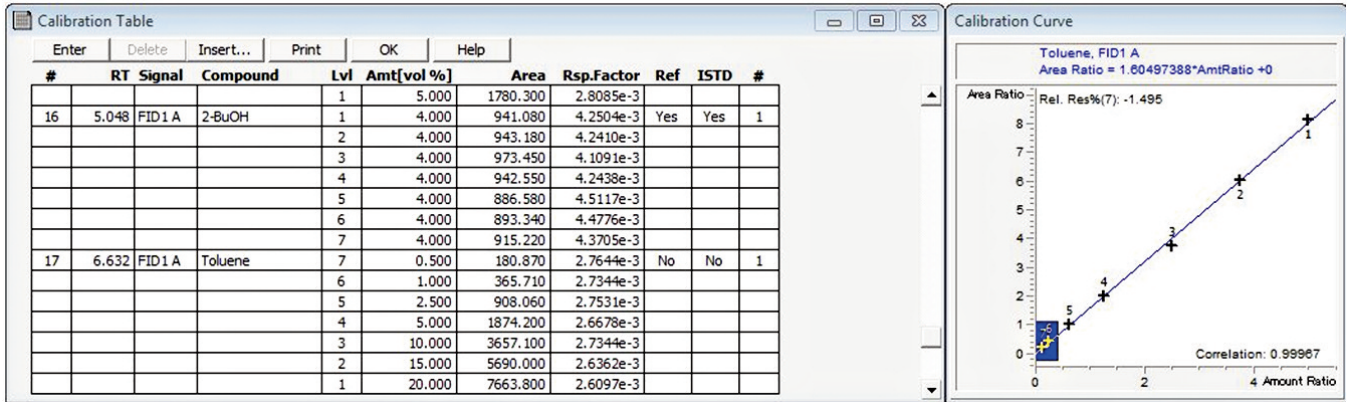 Calibration Table
Enter Delete Insert... Print OK Help
# RT Signal Compound Lvl Amt[vol %] Area Rsp.Factor Ref ISTD #
1 5.000 1780.300 2.8085e-3
16 5.048 FID1 A 2-BuOH 1 4.000 941.080 4.2504e-3 Yes Yes 1
2 4.000 943.180 4.2410e-3
3 4.000 973.450 4.1091e-3
4 4.000 942.550 4.2438e-3
5 4.000 886.580 4.5117e-3
6 4.000 893.340 4.4776e-3
7 4.000 915.220 4.3705e-3
17 6.632 FID1 A Toluene 7 0.500 180.870 2.7644e-3 No No 1
6 1.000 365.710 2.7344e-3
5 2.500 908.060 2.7531e-3
4 5.000 1874.200 2.6678e-3
3 10.000 3657.100 2.7344e-3
2 15.000 5690.000 2.6362e-3
1 20.000 7663.800 2.6097e-3
Calibration Curve
Toluene, FID1 A
Area Ratio = 1.60497388*AmtRatio +0
Area Ratio
Rel. Res%(7): -1.495
8
7
6
5
4
3
2
1
0
1
2
3
4
5
6
Correlation: 0.99967
0 2 4 Amount Ratio